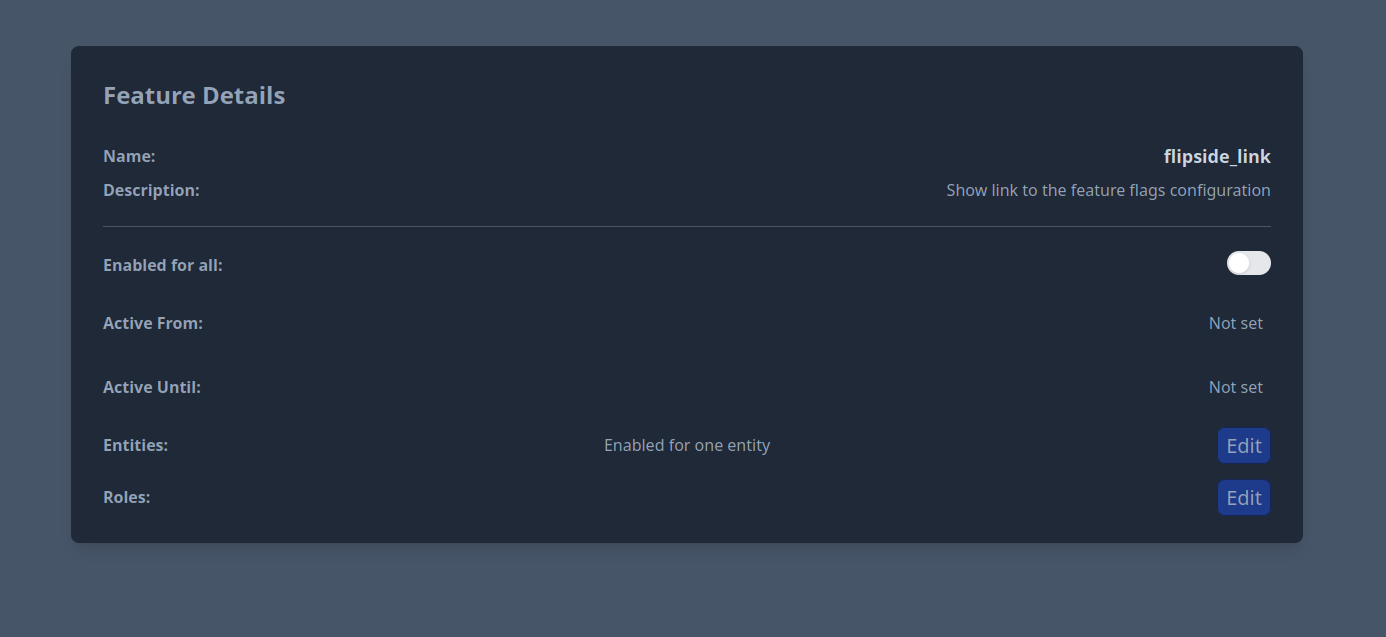 Feature Details
Name: flipside_link
Description: Show link to the feature flags configuration
Enabled for all:
Active From: Not set
Active Until: Not set
Entities: Enabled for one entity Edit
Roles: Edit